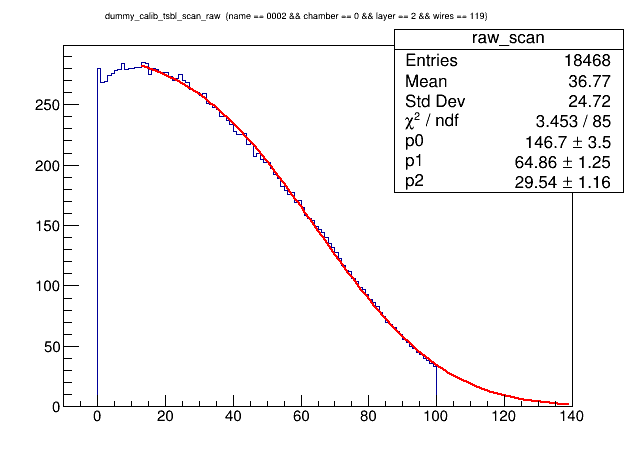 dummy_calib_tsbl_scan_raw (name == 0002 && chamber == 0 && layer == 2 && wires == 119)
raw_scan
Entries 18468
Mean 36.77
Std Dev 24.72
χ² / ndf 3.453 / 85
p0 146.7 ± 3.5
p1 64.86 ± 1.25
p2 29.54 ± 1.16
250
200
150
100
50
0
0 20 40 60 80 100 120 140